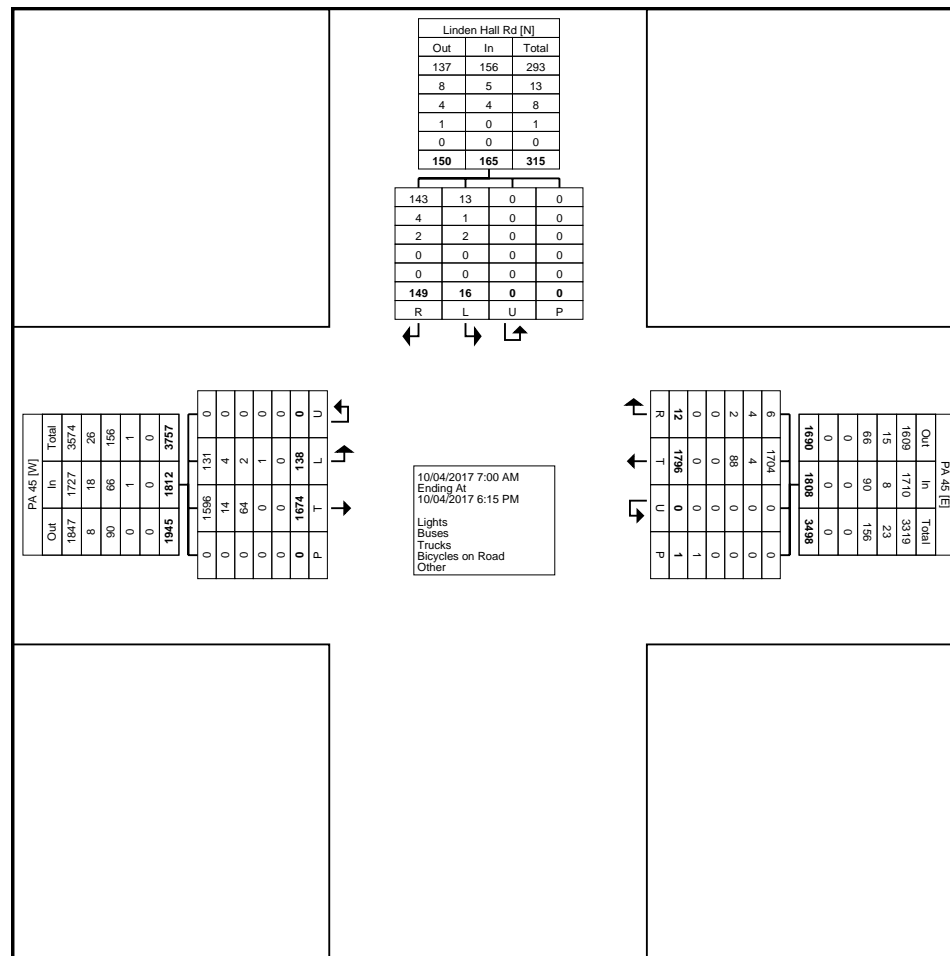 Linden Hall Rd [N]
Out In Total
137 156 293
8 5 13
4 4 8
1 0 1
0 0 0
150 165 315
143 13 0 0
4 1 0 0
2 2 0 0
0 0 0 0
0 0 0 0
149 16 0 0
R L U P
PA 45 [W]
Out In Total
1847 1727 3574
8 18 26
90 66 156
0 1 1
0 0 0
1945 1812 3757
0 1596 131 0
0 14 4 0
0 64 2 0
0 0 1 0
0 0 0 0
0 1674 138 0
P T L U
10/04/2017 7:00 AM
Ending At
10/04/2017 6:15 PM
Lights
Buses
Trucks
Bicycles on Road
Other
PA 45 [E]
Out In Total
1609 1710 3319
15 8 23
66 90 156
0 0 0
0 0 0
1690 1808 3498
6 1704 0 0
4 4 0 0
2 88 0 0
0 0 0 0
0 0 0 1
12 1796 0 1
R T U P